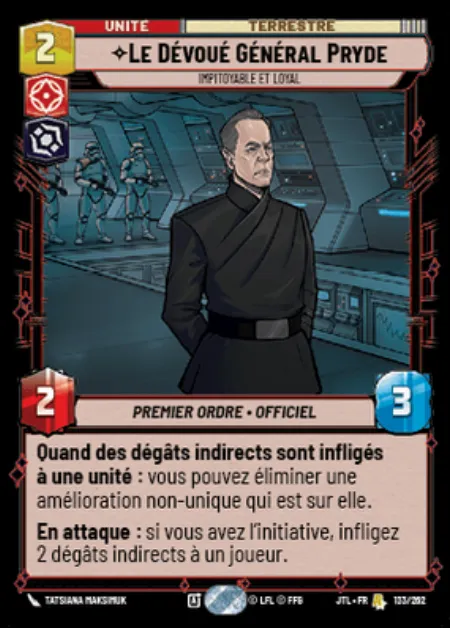 UNITÉ
TERRESTRE
2
✧LE DÉVOUÉ GÉNÉRAL PRYDE
IMPITOYABLE ET LOYAL
2
3
PREMIER ORDRE • OFFICIEL
Quand des dégâts indirects sont infligés
à une unité : vous pouvez éliminer une
amélioration non-unique qui est sur elle.
En attaque : si vous avez l'initiative, infligez
2 dégâts indirects à un joueur.
TATSIANA MAKSIMUK
© LFL © FFG
JTL • FR
133/262